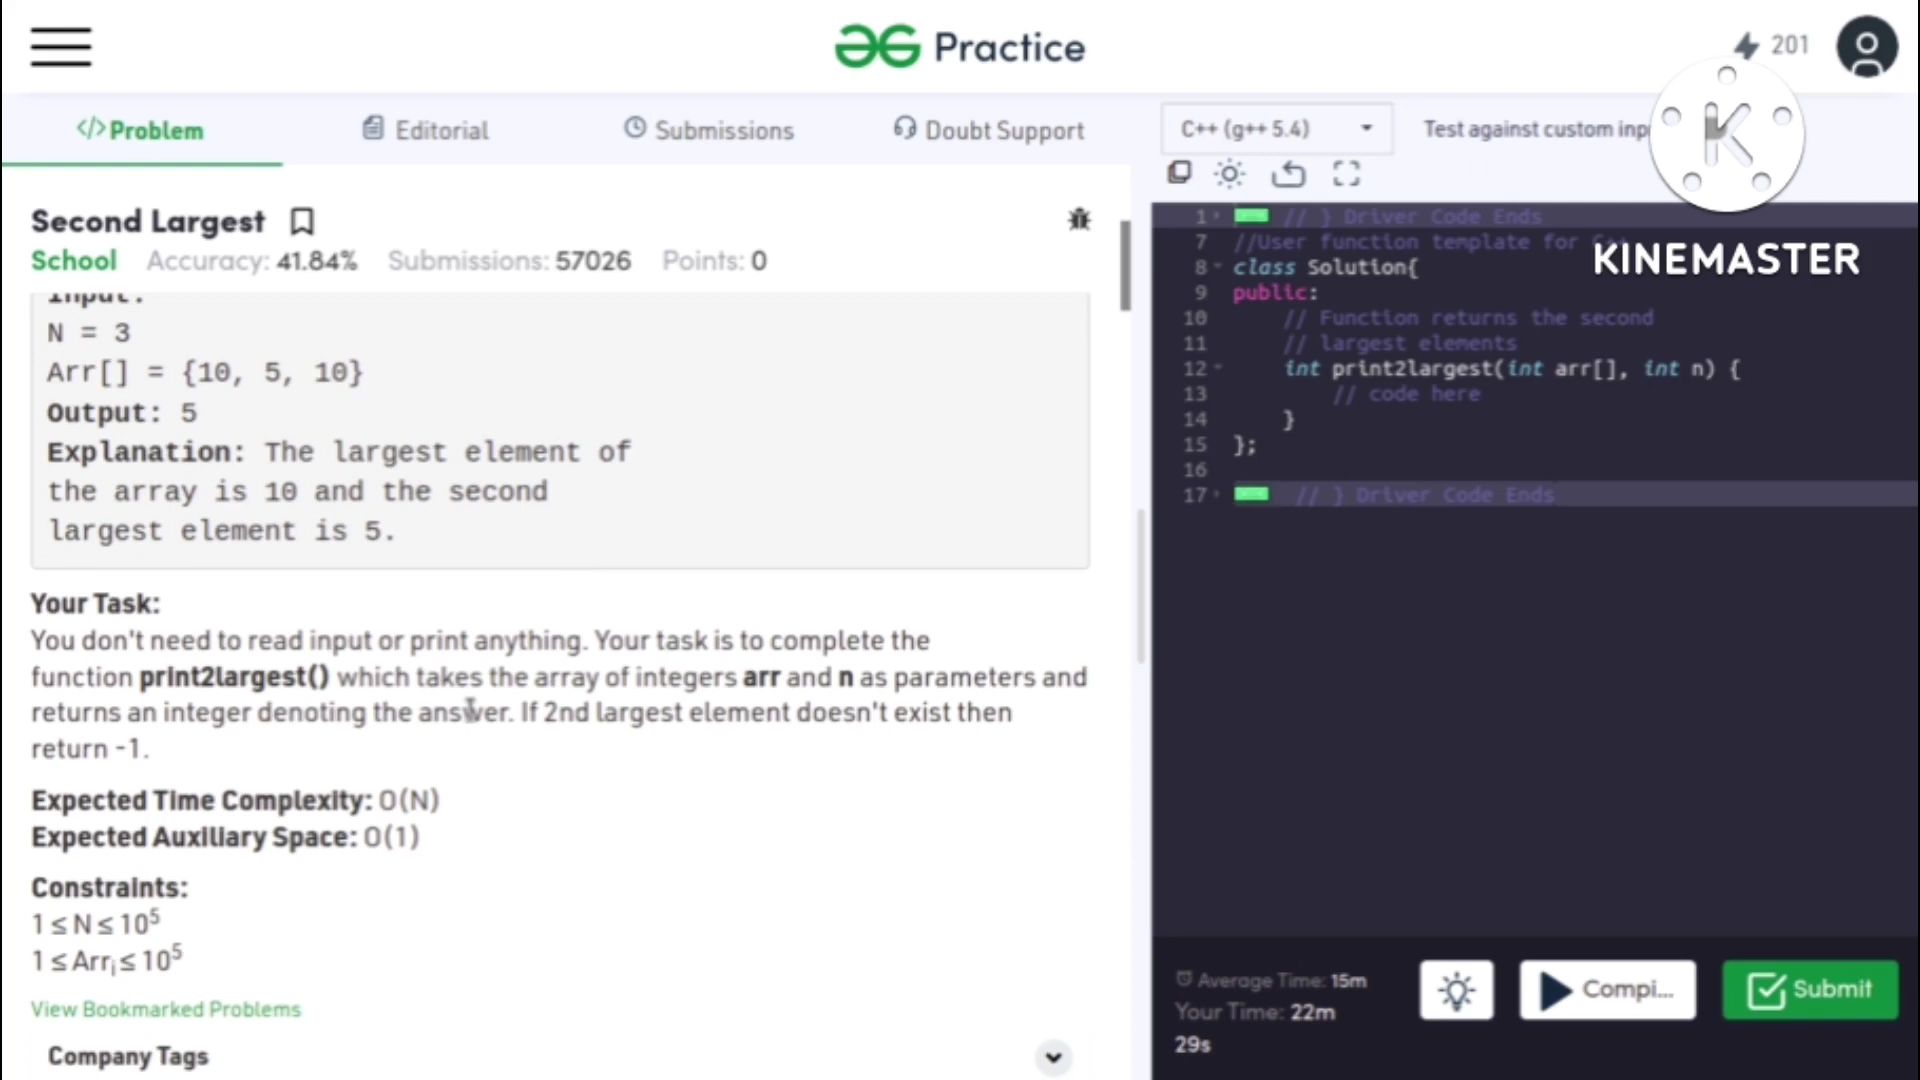 Practice
201
</>Problem
Editorial
Submissions
Doubt Support
C++ (g++ 5.4)
Test against custom
KINEMASTER
Second Largest
School Accuracy: 41.84% Submissions: 57026 Points: 0
Input:
N = 3
Arr[] = {10, 5, 10}
Output: 5
Explanation: The largest element of
the array is 10 and the second
largest element is 5.
Your Task:
You don't need to read input or print anything. Your task is to complete the
function print2largest() which takes the array of integers arr and n as parameters and
returns an integer denoting the answer. If 2nd largest element doesn't exist then
return -1.
Expected Time Complexity: O(N)
Expected Auxiliary Space: O(1)
Constraints:
1 ≤ N ≤ 10⁵
1 ≤ Arrᵢ ≤ 10⁵
View Bookmarked Problems
Company Tags
1 // } Driver Code Ends
7 //User function template for
8 class Solution{
9 public:
10 // Function returns the second
11 // largest elements
12 int print2largest(int arr[], int n) {
13 // code here
14 }
15 };
16
17 // } Driver Code Ends
Average Time: 15m
Your Time: 22m
29s
Compi...
Submit